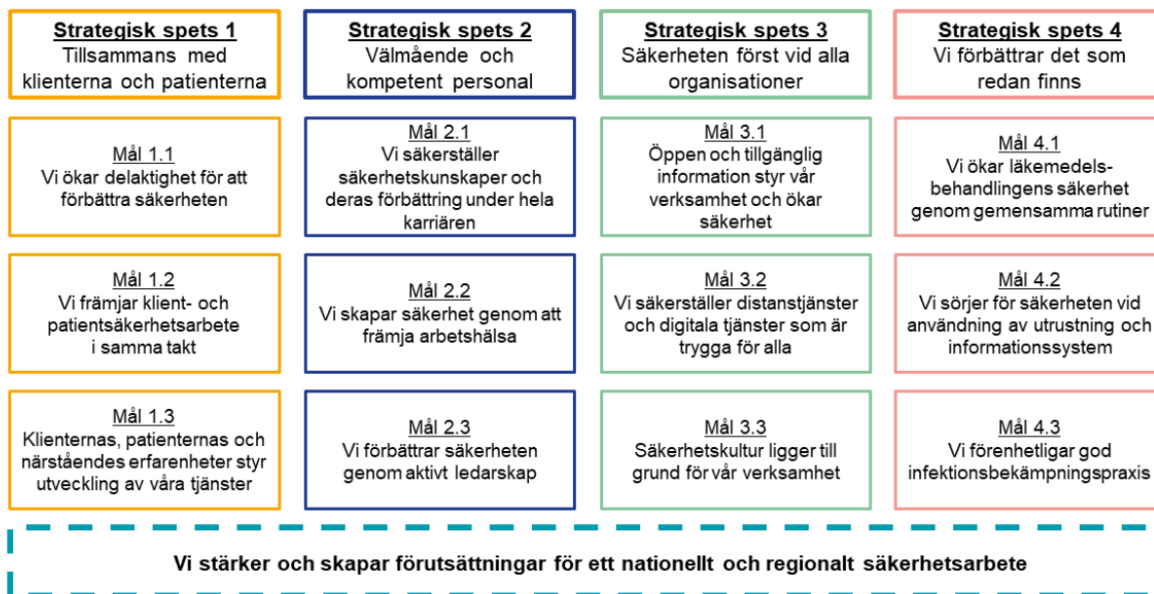 Strategisk spets 1
Tillsammans med
klienterna och patienterna
Strategisk spets 2
Välmående och
kompetent personal
Strategisk spets 3
Säkerheten först vid alla
organisationer
Strategisk spets 4
Vi förbättrar det som
redan finns
Mål 1.1
Vi ökar delaktighet för att
förbättra säkerheten
Mål 2.1
Vi säkerställer
säkerhetskunskaper och
deras förbättring under hela
karriären
Mål 3.1
Öppen och tillgänglig
information styr vår
verksamhet och ökar
säkerhet
Mål 4.1
Vi ökar läkemedels-
behandlingens säkerhet
genom gemensamma rutiner
Mål 1.2
Vi främjar klient- och
patientsäkerhetsarbete
i samma takt
Mål 2.2
Vi skapar säkerhet genom att
främja arbetshälsa
Mål 3.2
Vi säkerställer distanstjänster
och digitala tjänster som är
trygga för alla
Mål 4.2
Vi sörjer för säkerheten vid
användning av utrustning och
informationssystem
Mål 1.3
Klienternas, patienternas och
närståendes erfarenheter styr
utveckling av våra tjänster
Mål 2.3
Vi förbättrar säkerheten
genom aktivt ledarskap
Mål 3.3
Säkerhetskultur ligger till
grund för vår verksamhet
Mål 4.3
Vi förenhetligar god
infektionsbekämpningspraxis
Vi stärker och skapar förutsättningar för ett nationellt och regionalt säkerhetsarbete